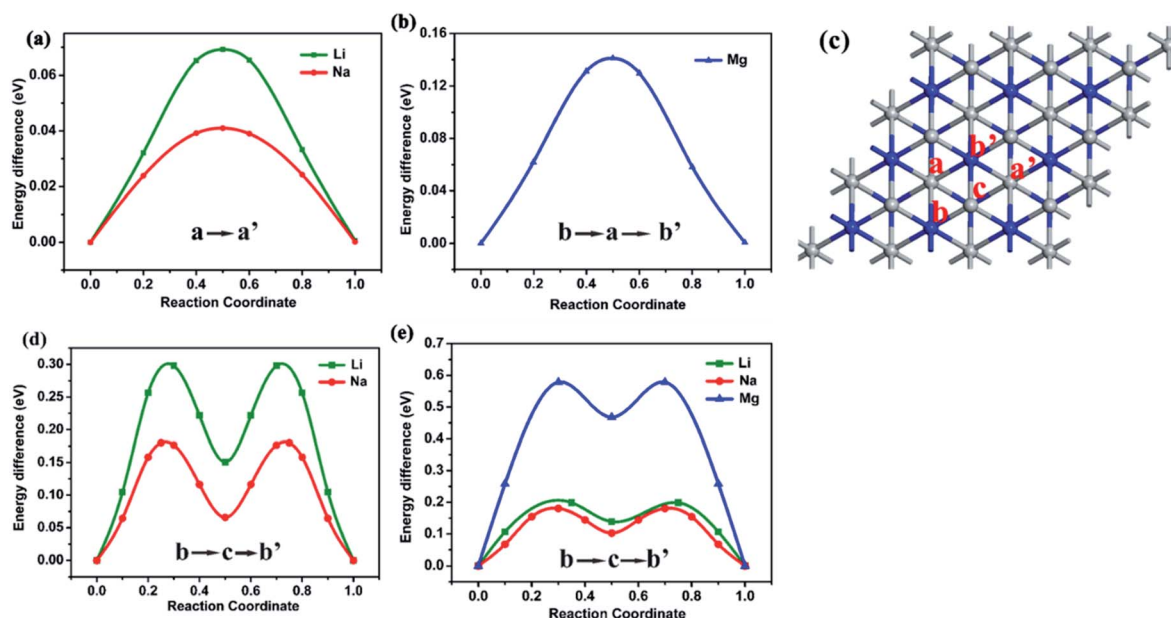 (a)
Energy difference (eV)
0.06
0.04
0.02
0.00
Li
Na
a→a'
0.0 0.2 0.4 0.6 0.8 1.0
Reaction Coordinate
(b)
Energy difference (eV)
0.16
0.12
0.08
0.04
0.00
Mg
b→a→b'
0.0 0.2 0.4 0.6 0.8 1.0
Reaction Coordinate
(c)
b'
a a'
c
b
(d)
Energy difference (eV)
0.30
0.25
0.20
0.15
0.10
0.05
0.00
Li
Na
b→c→b'
0.0 0.2 0.4 0.6 0.8 1.0
Reaction Coordinate
(e)
Energy difference (eV)
0.7
0.6
0.5
0.4
0.3
0.2
0.1
0.0
Li
Na
Mg
b→c→b'
0.0 0.2 0.4 0.6 0.8 1.0
Reaction Coordinate